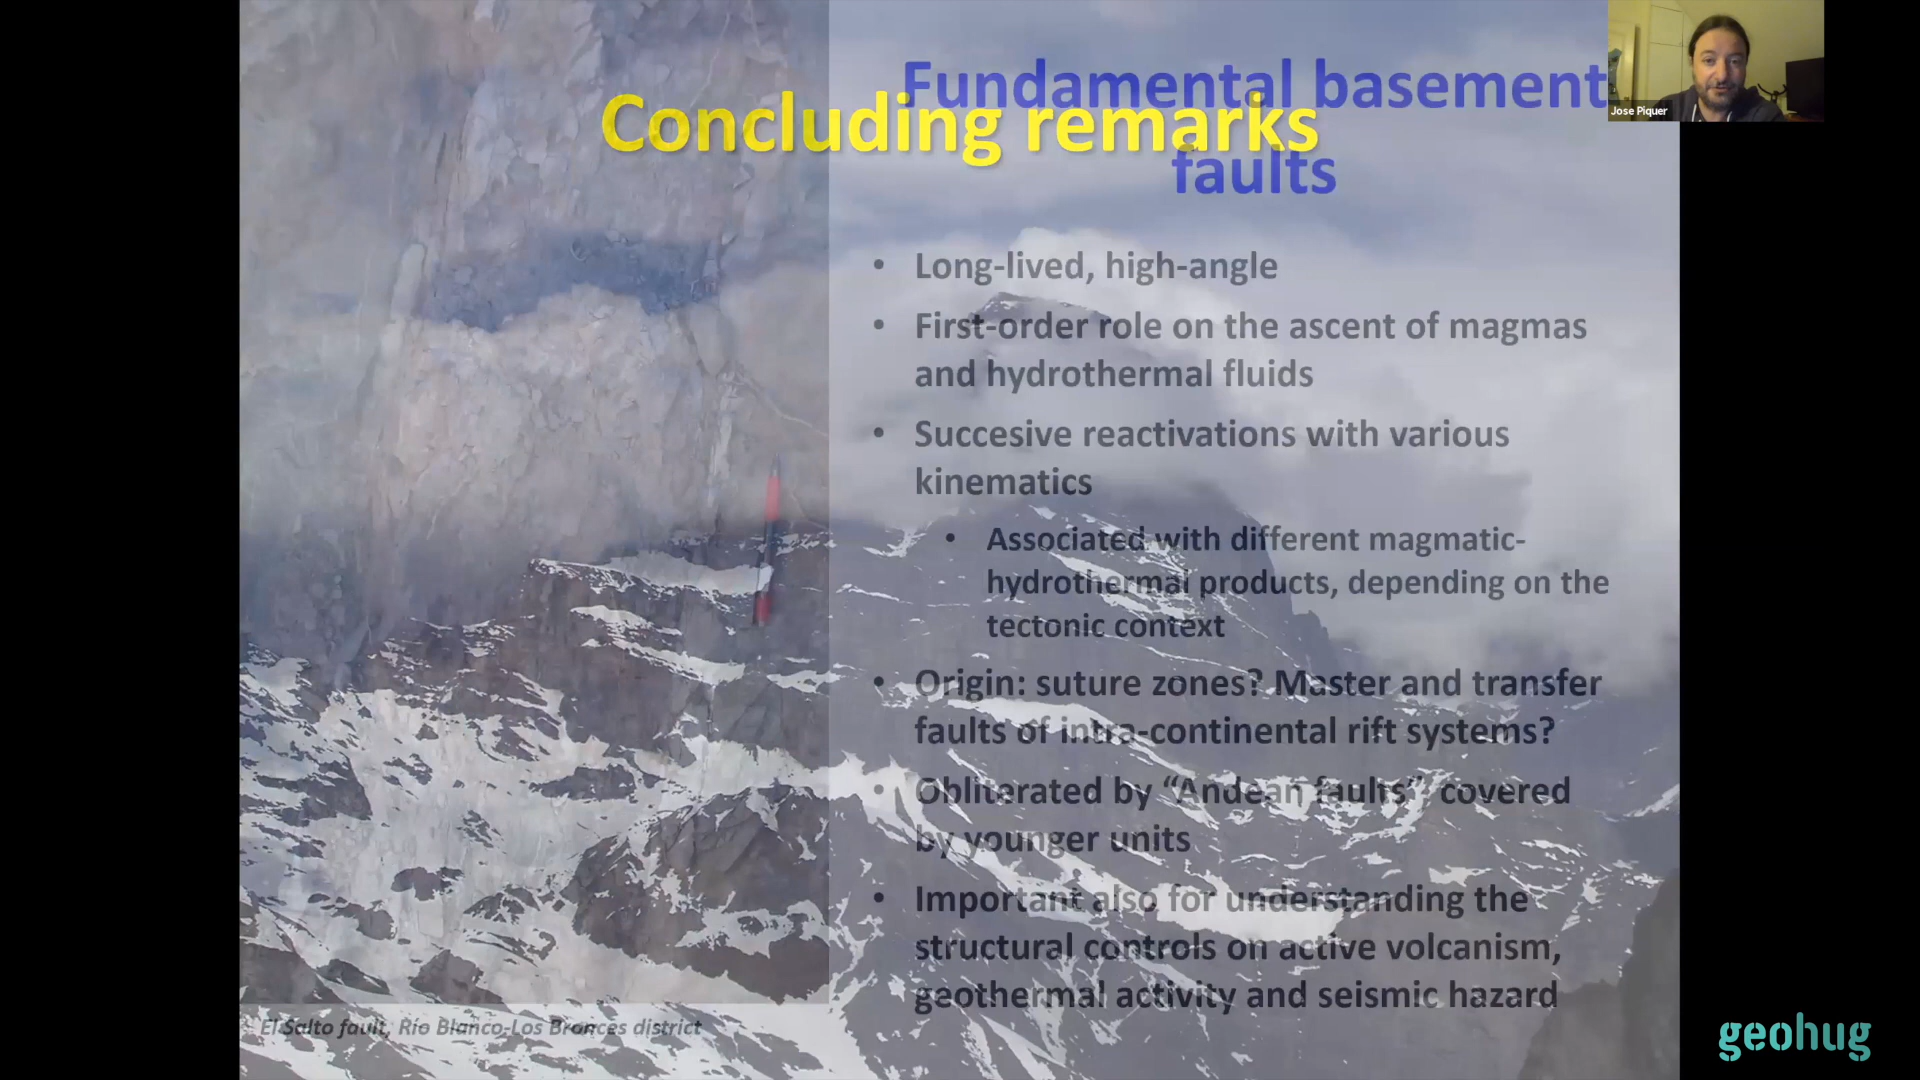 Fundamental basement
Concluding remarks
faults
Jose Piquer
• Long-lived, high-angle
• First-order role on the ascent of magmas
and hydrothermal fluids
• Succesive reactivations with various
kinematics
• Associated with different magmatic-
hydrothermal products, depending on the
tectonic context
• Origin: suture zones? Master and transfer
faults of intra-continental rift systems?
• Obliterated by “Andean faults”, covered
by younger units
• Important also for understanding the
structural controls on active volcanism,
geothermal activity and seismic hazard
El Salto fault, Río Blanco-Los Bronces district
geohug